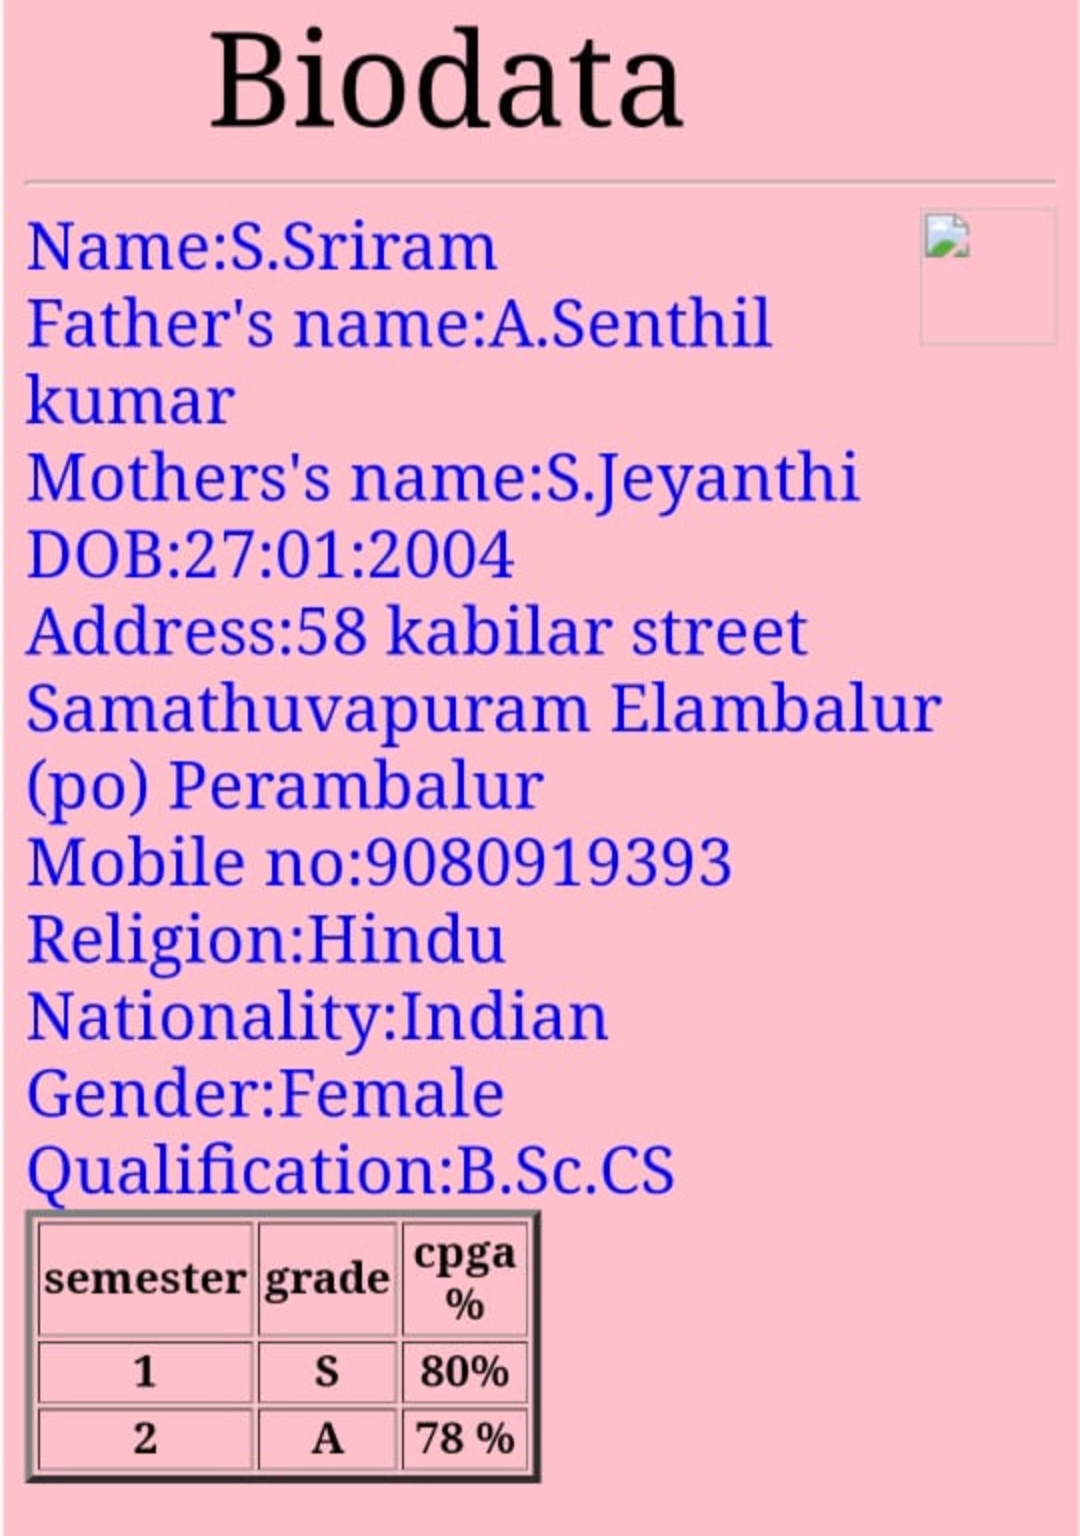 Biodata
Name:S.Sriram
Father's name:A.Senthil
kumar
Mothers's name:S.Jeyanthi
DOB:27:01:2004
Address:58 kabilar street
Samathuvapuram Elambalur
(po) Perambalur
Mobile no:9080919393
Religion:Hindu
Nationality:Indian
Gender:Female
Qualification:B.Sc.CS
semester grade cpga
%
1 S 80%
2 A 78 %